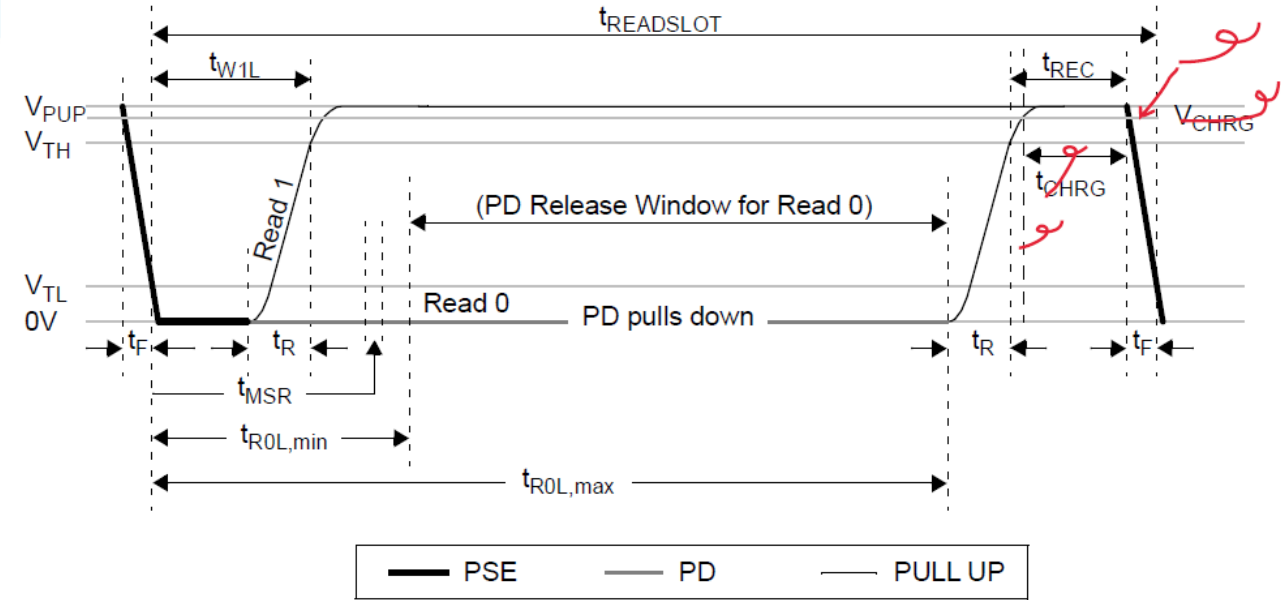 tREADSLOT
tW1L
tREC
VPUP
VCHRG
VTH
tCHRG
Read 1
(PD Release Window for Read 0)
VTL
Read 0
0V
PD pulls down
tF
tR
tR
tF
tMSR
tR0L,min
tR0L,max
PSE
PD
PULL UP